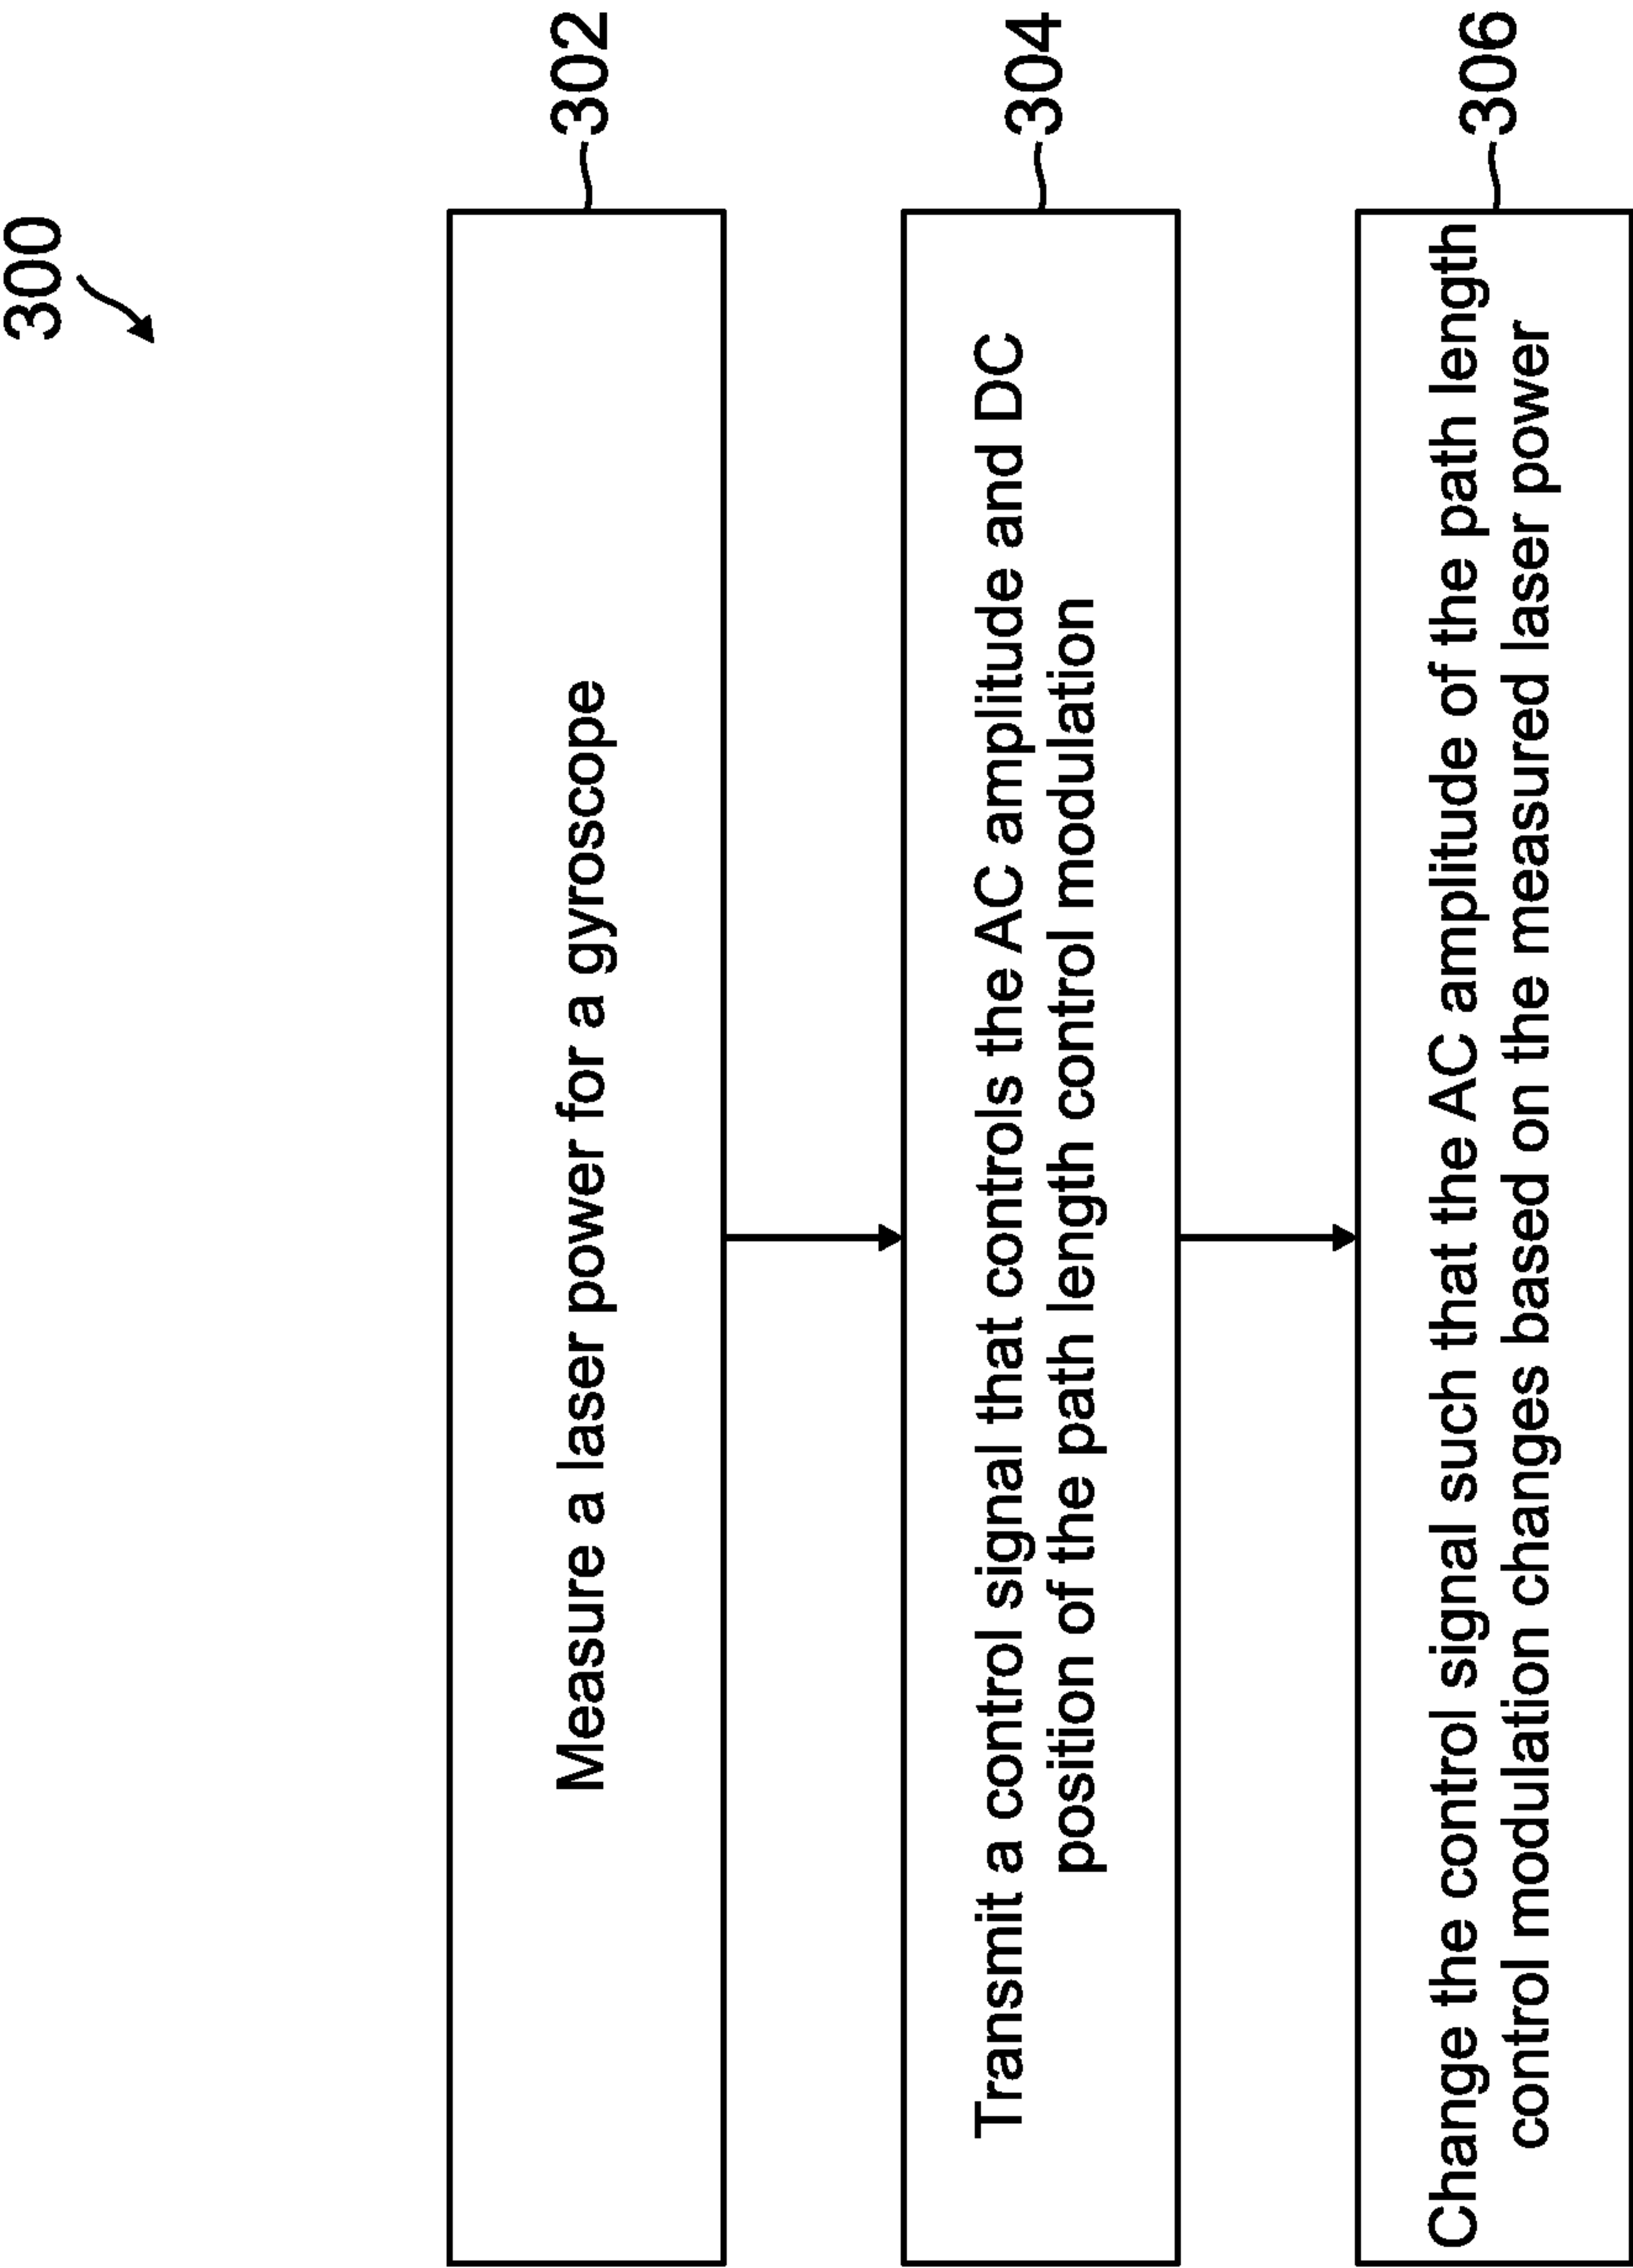 300
Measure a laser power for a gyroscope
302
Transmit a control signal that controls the AC amplitude and DC
position of the path length control modulation
304
Change the control signal such that the AC amplitude of the path length
control modulation changes based on the measured laser power
306